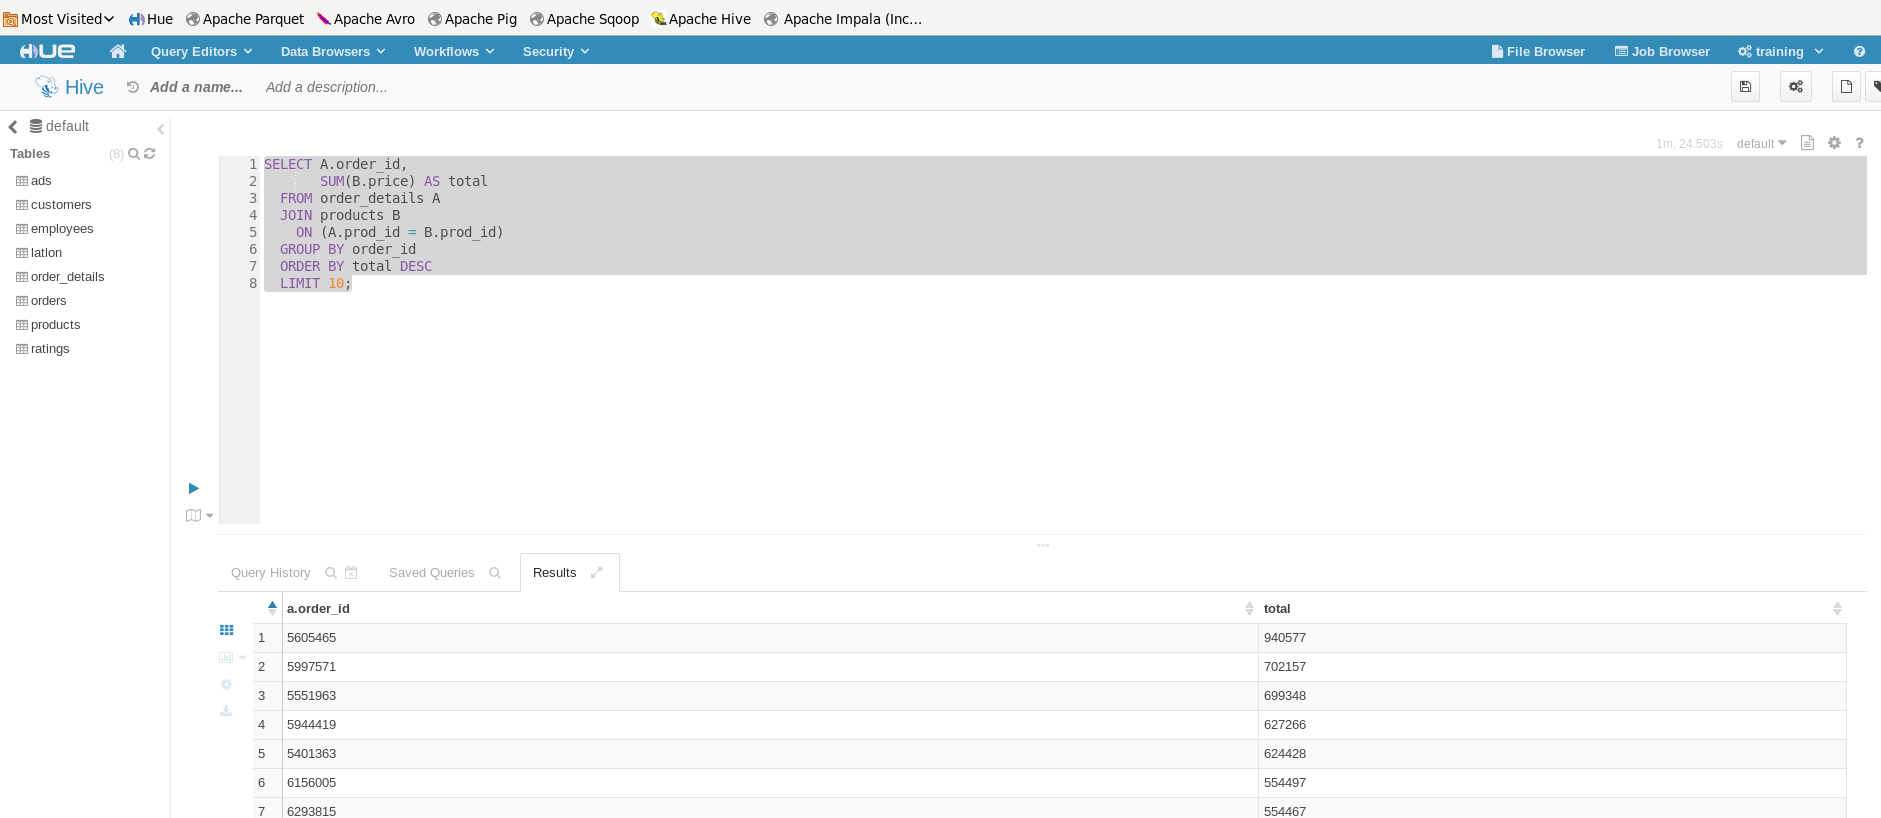 Most Visited Hue Apache Parquet Apache Avro Apache Pig Apache Sqoop Apache Hive Apache Impala (Inc...
HUE Query Editors Data Browsers Workflows Security File Browser Job Browser training
Hive Add a name... Add a description...
default
Tables (8)
ads
customers
employees
latlon
order_details
orders
products
ratings
1m, 24.503s default
1 SELECT A.order_id,
2 SUM(B.price) AS total
3 FROM order_details A
4 JOIN products B
5 ON (A.prod_id = B.prod_id)
6 GROUP BY order_id
7 ORDER BY total DESC
8 LIMIT 10;
Query History Saved Queries Results
a.order_id total
1 5605465 940577
2 5997571 702157
3 5551963 699348
4 5944419 627266
5 5401363 624428
6 6156005 554497
7 6293815 554467